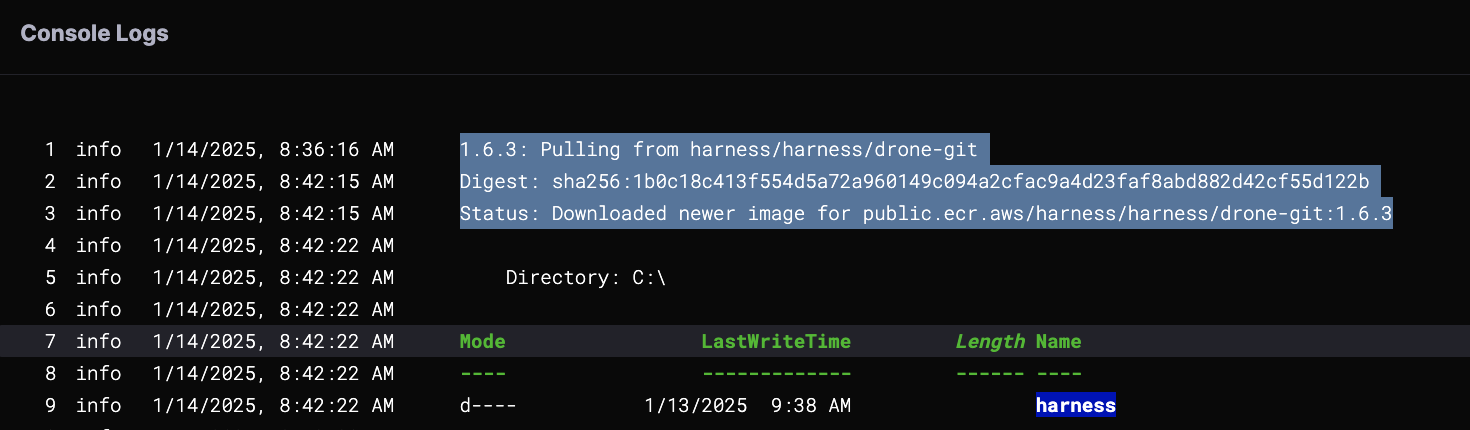 Console Logs
1 info 1/14/2025, 8:36:16 AM 1.6.3: Pulling from harness/harness/drone-git
2 info 1/14/2025, 8:42:15 AM Digest: sha256:1b0c18c413f554d5a72a960149c094a2cfac9a4d23faf8abd882d42cf55d122b
3 info 1/14/2025, 8:42:15 AM Status: Downloaded newer image for public.ecr.aws/harness/harness/drone-git:1.6.3
4 info 1/14/2025, 8:42:22 AM
5 info 1/14/2025, 8:42:22 AM Directory: C:\
6 info 1/14/2025, 8:42:22 AM
7 info 1/14/2025, 8:42:22 AM Mode LastWriteTime Length Name
8 info 1/14/2025, 8:42:22 AM ---- ------------- ------ ----
9 info 1/14/2025, 8:42:22 AM d---- 1/13/2025 9:38 AM harness